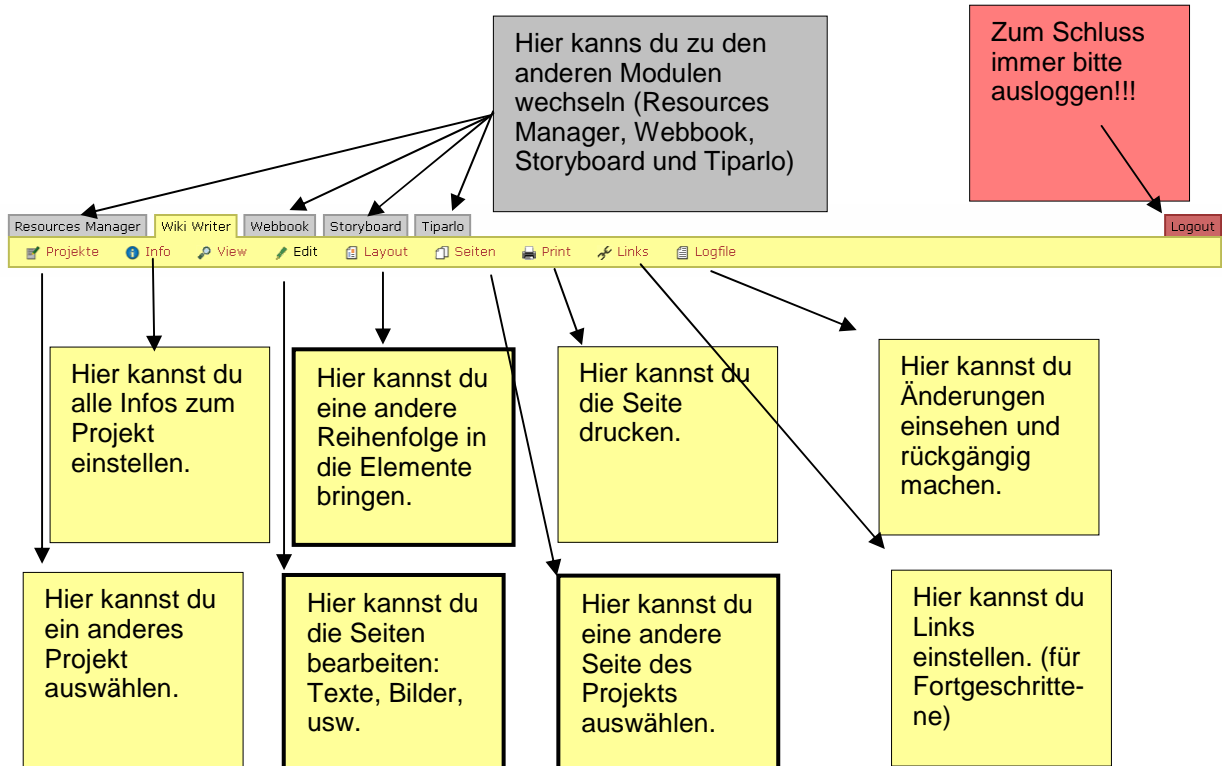 Hier kanns du zu den
anderen Modulen
wechseln (Resources
Manager, Webbook,
Storyboard und Tiparlo)
Zum Schluss
immer bitte
ausloggen!!!
Resources Manager Wiki Writer Webbook Storyboard Tiparlo Logout
Projekte Info View Edit Layout Seiten Print Links Logfile
Hier kannst du
alle Infos zum
Projekt
einstellen.
Hier kannst du
eine andere
Reihenfolge in
die Elemente
bringen.
Hier kannst du
die Seite
drucken.
Hier kannst du
Änderungen
einsehen und
rückgängig
machen.
Hier kannst du
ein anderes
Projekt
auswählen.
Hier kannst du
die Seiten
bearbeiten:
Texte, Bilder,
usw.
Hier kannst du
eine andere
Seite des
Projekts
auswählen.
Hier kannst du
Links
einstellen. (für
Fortgeschritte-
ne)